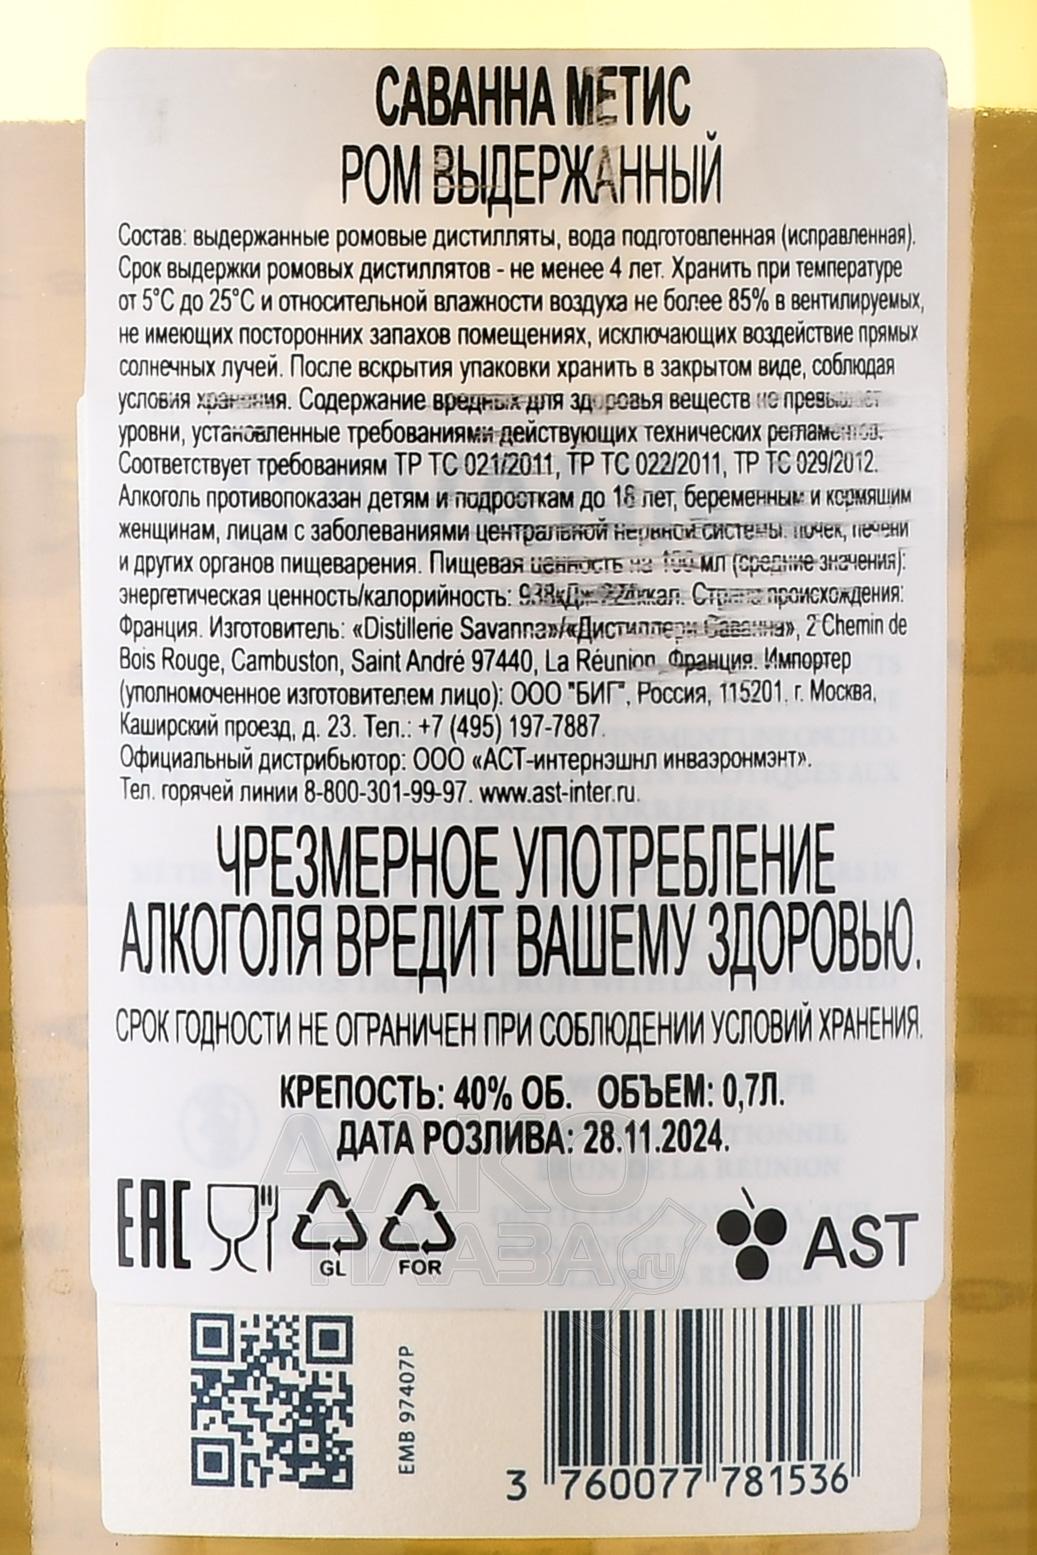 САВАННА МЕТИС
РОМ ВЫДЕРЖАННЫЙ
Состав: выдержанные ромовые дистилляты, вода подготовленная (исправленная).
Срок выдержки ромовых дистиллятов - не менее 4 лет. Хранить при температуре
от 5°C до 25°C и относительной влажности воздуха не более 85% в вентилируемых,
не имеющих посторонних запахов помещениях, исключающих воздействие прямых
солнечных лучей. После вскрытия упаковки хранить в закрытом виде, соблюдая
условия хранения. Содержание вредных для здоровья веществ не превышает
уровни, установленные требованиями действующих технических регламентов.
Соответствует требованиям ТР ТС 021/2011, ТР ТС 022/2011, ТР ТС 029/2012.
Алкоголь противопоказан детям и подросткам до 18 лет, беременным и кормящим
женщинам, лицам с заболеваниями центральной нервной системы, почек, печени
и других органов пищеварения. Пищевая ценность на 100 мл (средние значения):
энергетическая ценность/калорийность: 938кДж 224ккал. Страна происхождения:
Франция. Изготовитель: «Distillerie Savanna»/«Дистиллери Саванна», 2 Chemin de
Bois Rouge, Cambuston, Saint André 97440, La Réunion, Франция. Импортер
(уполномоченное изготовителем лицо): ООО "БИГ", Россия, 115201, г. Москва,
Каширский проезд, д. 23. Тел.: +7 (495) 197-7887.
Официальный дистрибьютор: ООО «АСТ-интернэшнл инваэронмэнт».
Тел. горячей линии 8-800-301-99-97. www.ast-inter.ru.
ЧРЕЗМЕРНОЕ УПОТРЕБЛЕНИЕ
АЛКОГОЛЯ ВРЕДИТ ВАШЕМУ ЗДОРОВЬЮ.
СРОК ГОДНОСТИ НЕ ОГРАНИЧЕН ПРИ СОБЛЮДЕНИИ УСЛОВИЙ ХРАНЕНИЯ.
КРЕПОСТЬ: 40% ОБ. ОБЪЕМ: 0,7Л.
ДАТА РОЗЛИВА: 28.11.2024.
АЛКО
ПЛАЗА.ru
EAC
GL
FOR
AST
EMB 97407P
3 760077 781536